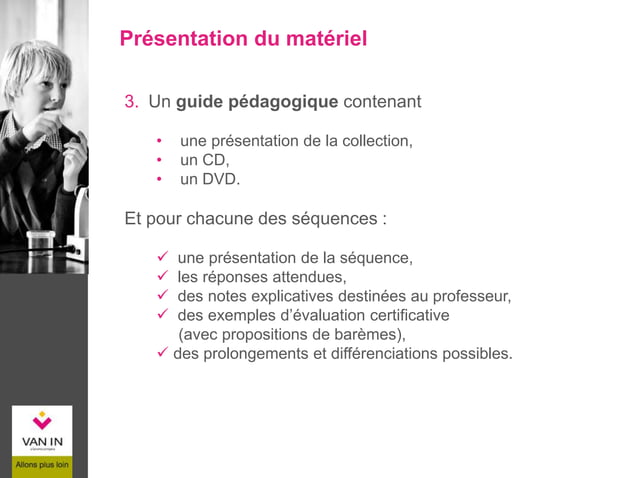 Présentation du matériel
3. Un guide pédagogique contenant
• une présentation de la collection,
• un CD,
• un DVD.
Et pour chacune des séquences :
✓ une présentation de la séquence,
✓ les réponses attendues,
✓ des notes explicatives destinées au professeur,
✓ des exemples d’évaluation certificative
(avec propositions de barèmes),
✓ des prolongements et différenciations possibles.
VAN IN
Allons plus loin